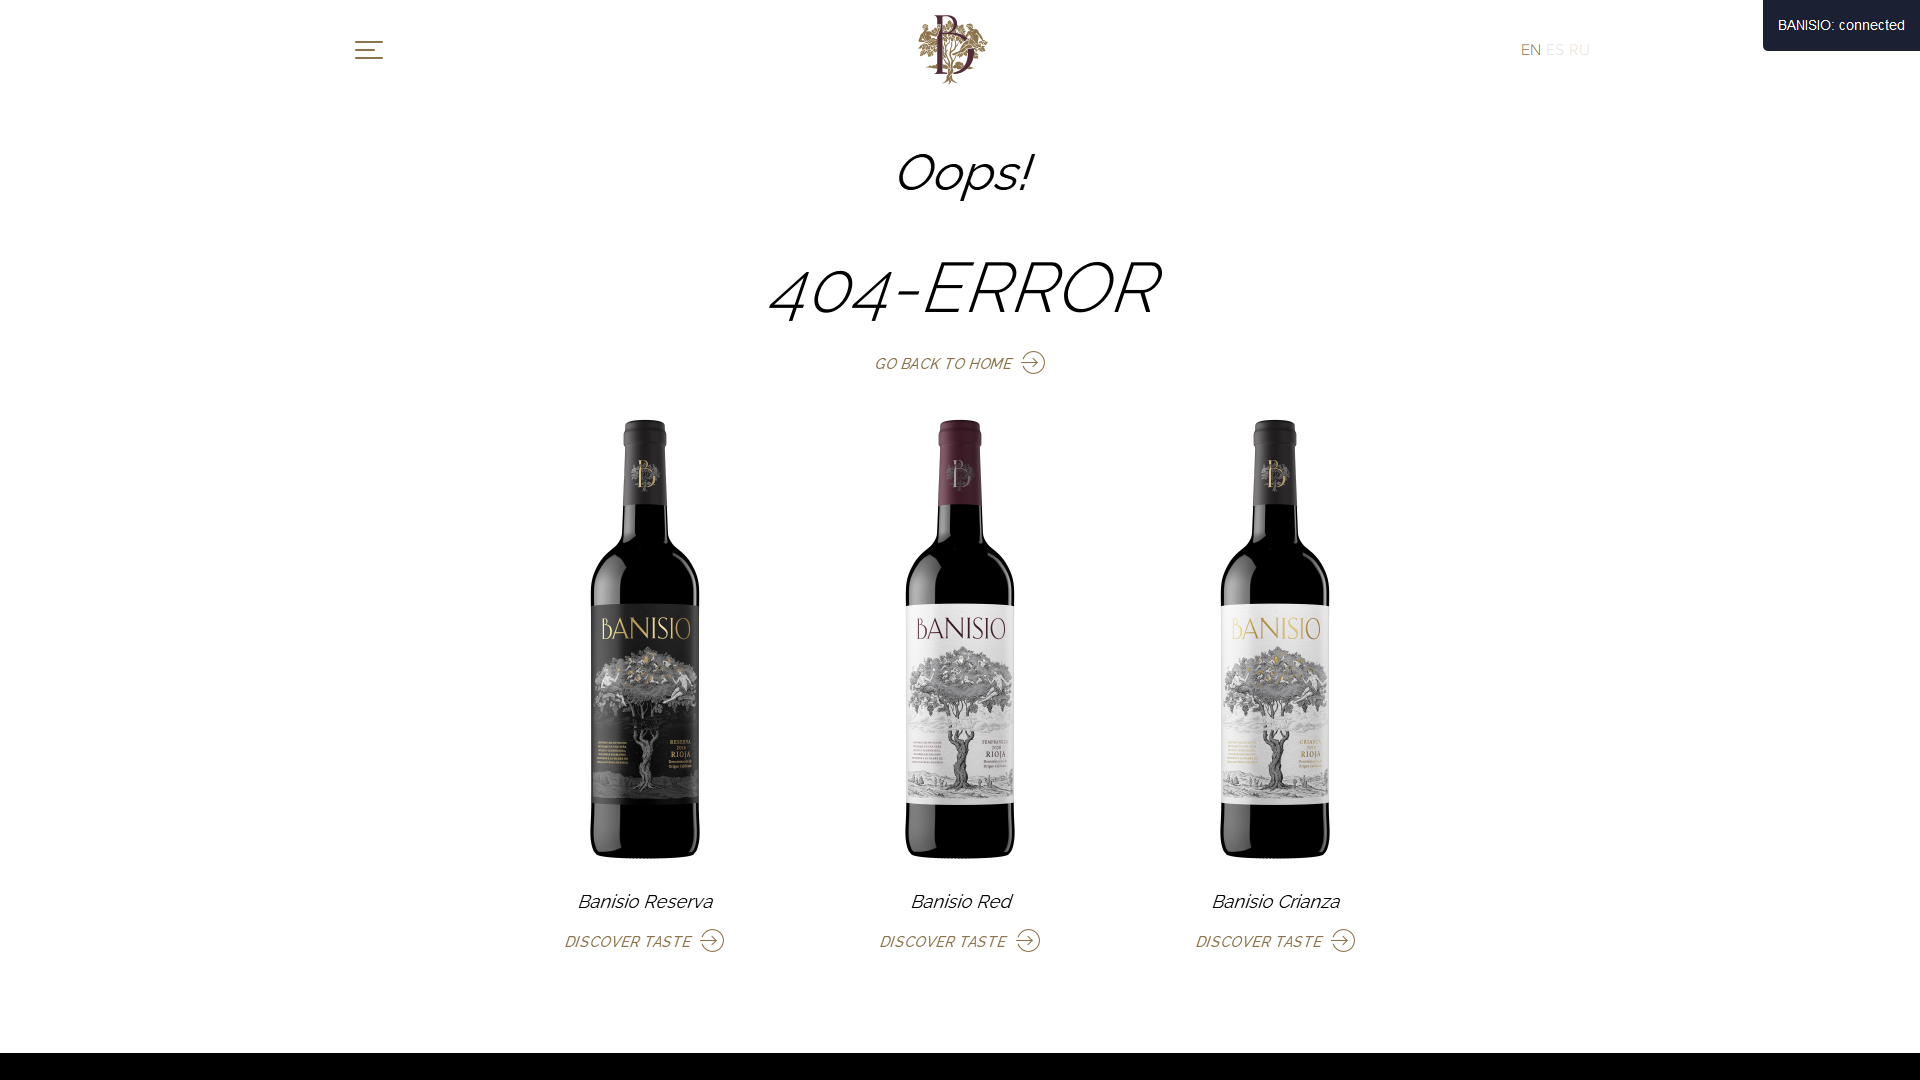 BANISIO: connected
EN ES RU
Oops!
404-ERROR
GO BACK TO HOME
BANISIO
RESERVA
RIOJA
BANISIO
RIOJA
BANISIO
CRIANZA
RIOJA
Banisio Reserva
Banisio Red
Banisio Crianza
DISCOVER TASTE
DISCOVER TASTE
DISCOVER TASTE